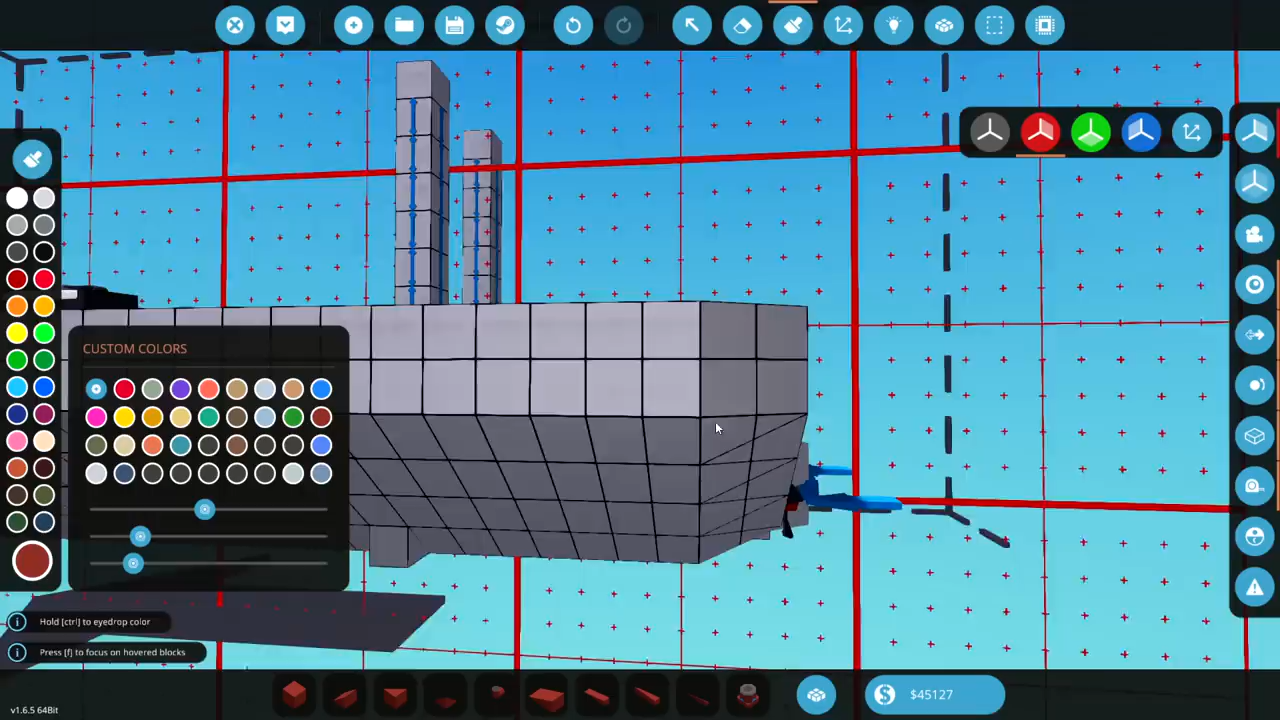 CUSTOM COLORS
Hold [ctrl] to eyedrop color
Press [f] to focus on hovered blocks
$45127
v1.6.5 64Bit